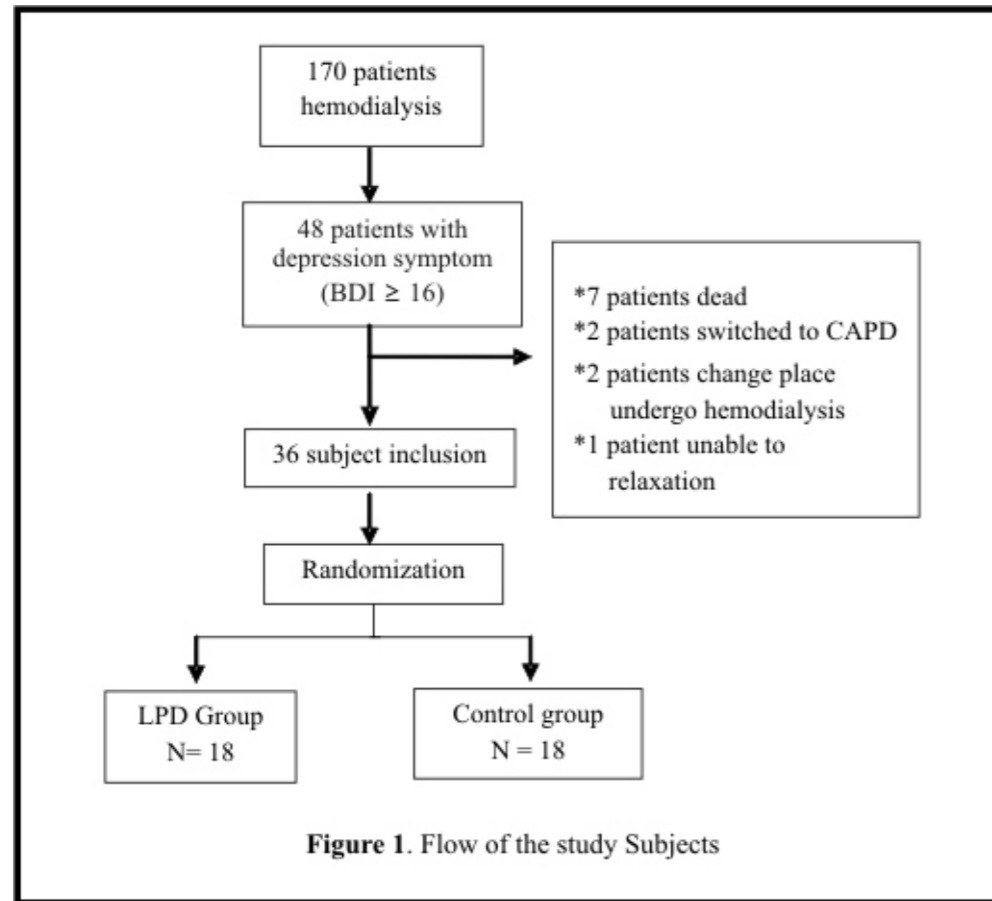 170 patients
hemodialysis
48 patients with
depression symptom
(BDI ≥ 16)
*7 patients dead
*2 patients switched to CAPD
*2 patients change place
undergo hemodialysis
*1 patient unable to
relaxation
36 subject inclusion
Randomization
LPD Group
N= 18
Control group
N = 18
Figure 1. Flow of the study Subjects